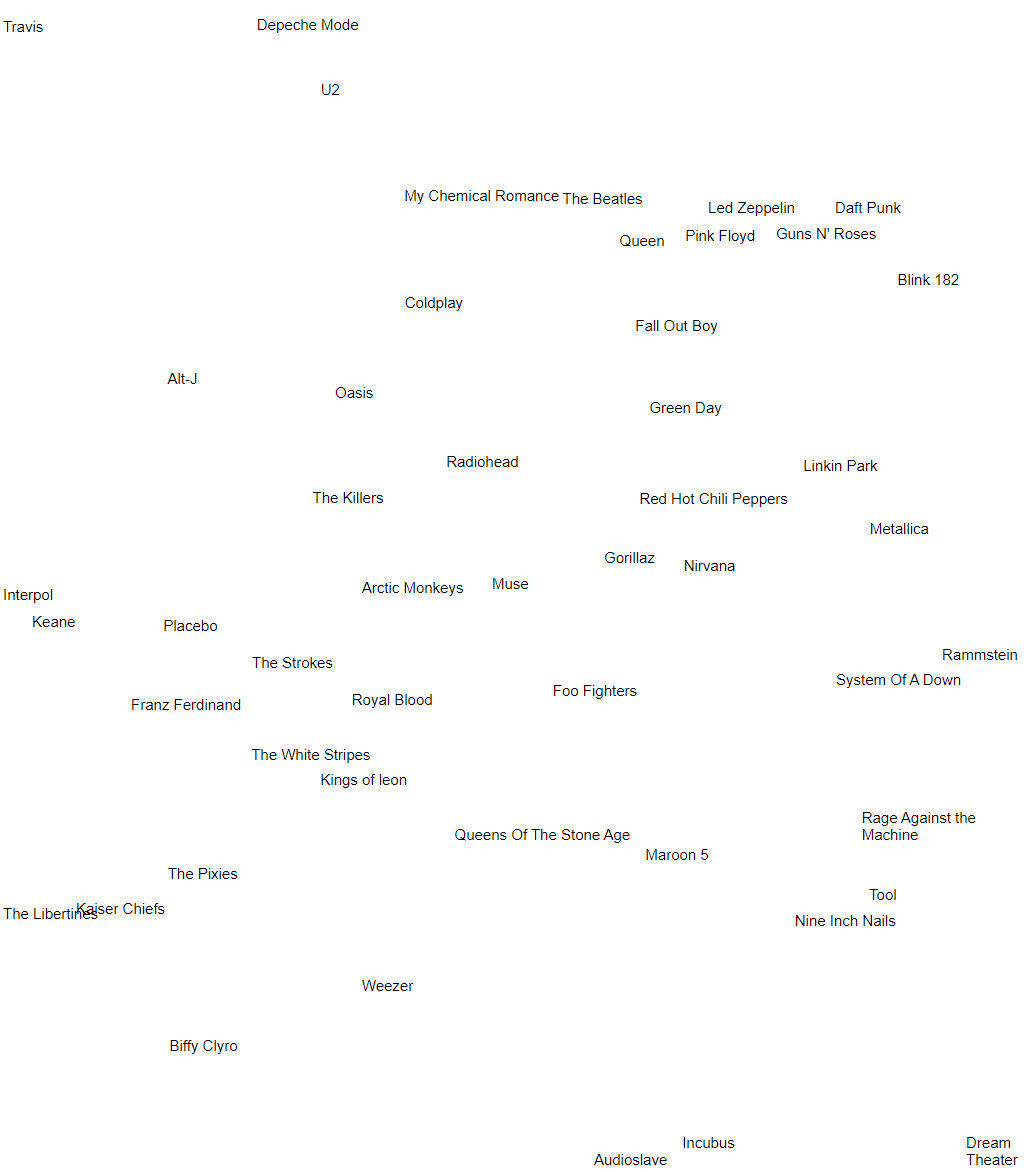 Travis
Depeche Mode
U2
My Chemical Romance
The Beatles
Led Zeppelin
Daft Punk
Queen
Pink Floyd
Guns N' Roses
Blink 182
Coldplay
Fall Out Boy
Alt-J
Oasis
Green Day
Radiohead
Linkin Park
The Killers
Red Hot Chili Peppers
Metallica
Gorillaz
Nirvana
Arctic Monkeys
Muse
Interpol
Keane
Placebo
The Strokes
Rammstein
System Of A Down
Franz Ferdinand
Royal Blood
Foo Fighters
The White Stripes
Kings of leon
Rage Against the
Machine
Queens Of The Stone Age
Maroon 5
The Pixies
Tool
The Libertines
Kaiser Chiefs
Nine Inch Nails
Weezer
Biffy Clyro
Incubus
Audioslave
Dream
Theater